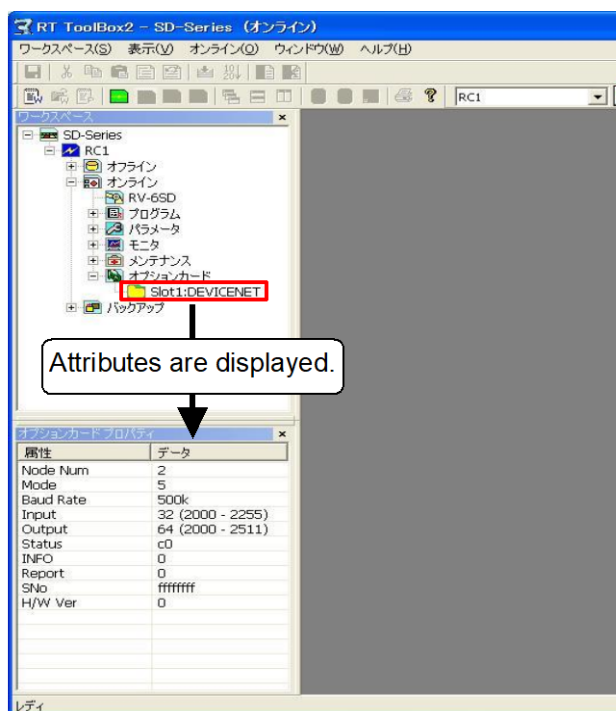 RT ToolBox2 - SD-Series (オンライン)
ワークスペース(S) 表示(V) オンライン(O) ウィンドウ(W) ヘルプ(H)
RC1
ワークスペース
SD-Series
RC1
オフライン
オンライン
RV-6SD
プログラム
パラメータ
モニタ
メンテナンス
オプションカード
Slot1:DEVICENET
バックアップ
Attributes are displayed.
オプションカード プロパティ
属性 データ
Node Num 2
Mode 5
Baud Rate 500k
Input 32 (2000 - 2255)
Output 64 (2000 - 2511)
Status c0
INFO 0
Report 0
SNo ffffffff
H/W Ver 0
レディ